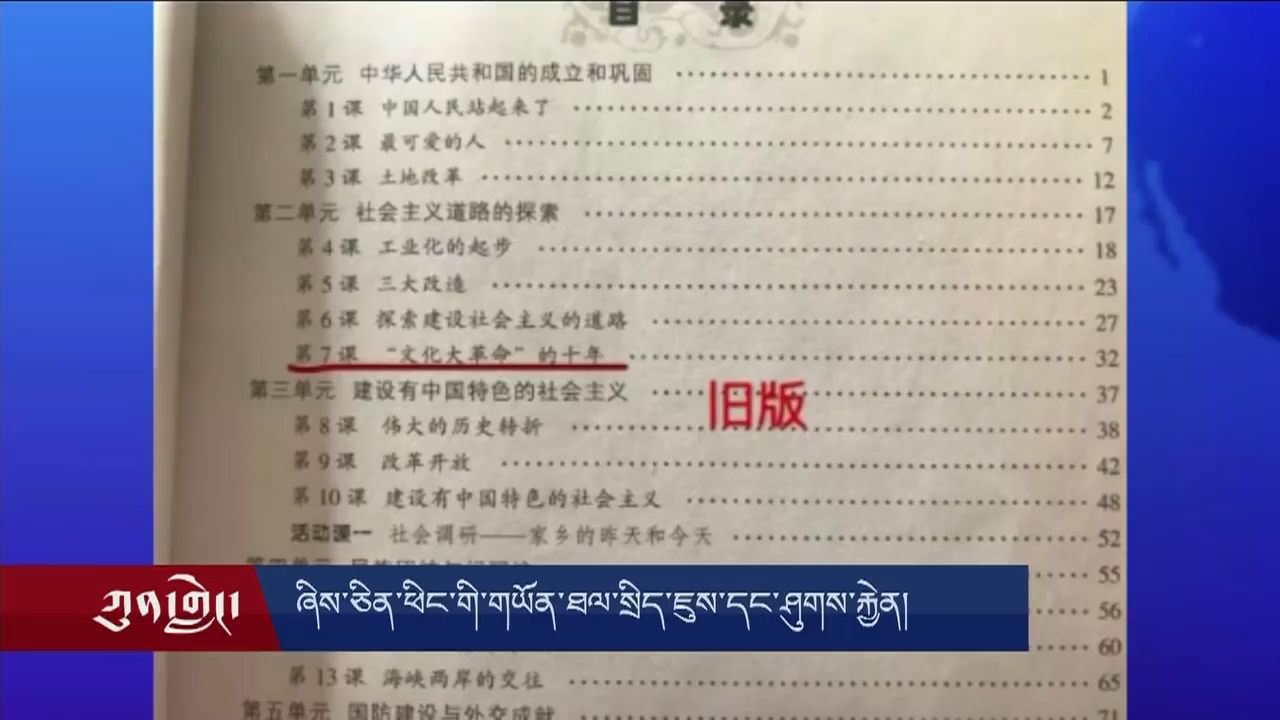 目 录
第一单元 中华人民共和国的成立和巩固 1
第1课 中国人民站起来了 2
第2课 最可爱的人 7
第3课 土地改革 12
第二单元 社会主义道路的探索 17
第4课 工业化的起步 18
第5课 三大改造 23
第6课 探索建设社会主义的道路 27
第7课 “文化大革命”的十年 32
第三单元 建设有中国特色的社会主义 37
旧版
第8课 伟大的历史转折 38
第9课 改革开放 42
第10课 建设有中国特色的社会主义 48
活动课一 社会调研——家乡的昨天和今天 52
55
ཞིས་ཅིན་ཕིང་གི་གཡོན་ཐལ་སྲིད་ཇུས་དང་ཤུགས་རྐྱེན།
56
60
第13课 海峡两岸的交往 65
第五单元 国防建设与外交成就 71